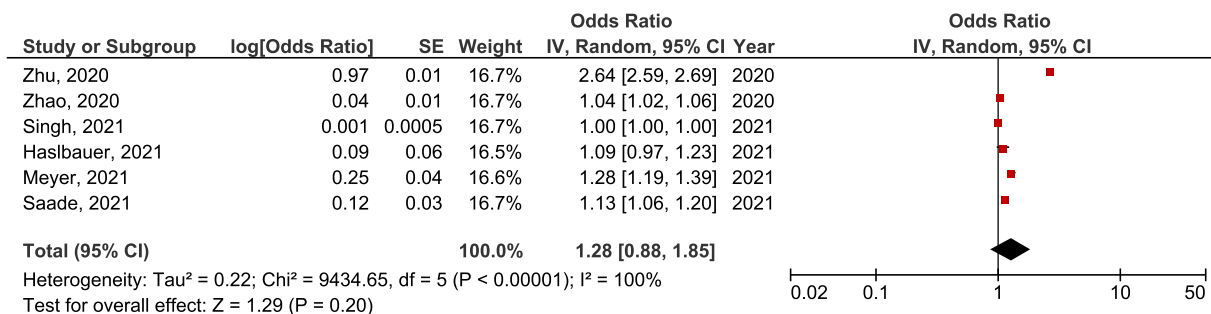 Odds Ratio Odds Ratio
Study or Subgroup log[Odds Ratio] SE Weight IV, Random, 95% CI Year IV, Random, 95% CI
Zhu, 2020 0.97 0.01 16.7% 2.64 [2.59, 2.69] 2020
Zhao, 2020 0.04 0.01 16.7% 1.04 [1.02, 1.06] 2020
Singh, 2021 0.001 0.0005 16.7% 1.00 [1.00, 1.00] 2021
Haslbauer, 2021 0.09 0.06 16.5% 1.09 [0.97, 1.23] 2021
Meyer, 2021 0.25 0.04 16.6% 1.28 [1.19, 1.39] 2021
Saade, 2021 0.12 0.03 16.7% 1.13 [1.06, 1.20] 2021
Total (95% CI) 100.0% 1.28 [0.88, 1.85]
Heterogeneity: Tau² = 0.22; Chi² = 9434.65, df = 5 (P < 0.00001); I² = 100%
Test for overall effect: Z = 1.29 (P = 0.20)
0.02 0.1 1 10 50